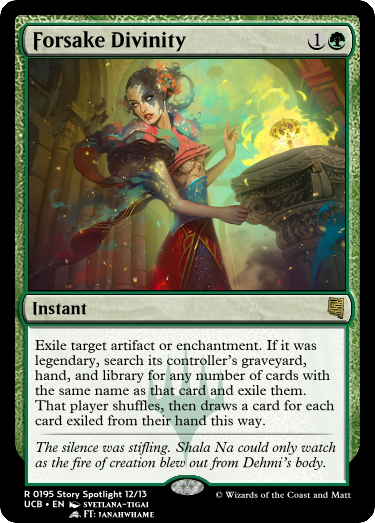 Forsake Divinity 1
Instant
Exile target artifact or enchantment. If it was
legendary, search its controller's graveyard,
hand, and library for any number of cards with
the same name as that card and exile them.
That player shuffles, then draws a card for each
card exiled from their hand this way.
The silence was stifling. Shala Na could only watch
as the fire of creation blew out from Dehmi's body.
R 0195 Story Spotlight 12/13
UCB • EN SVETLANA-TIGAI
FT: JANAHWHAME
© Wizards of the Coast and Matt